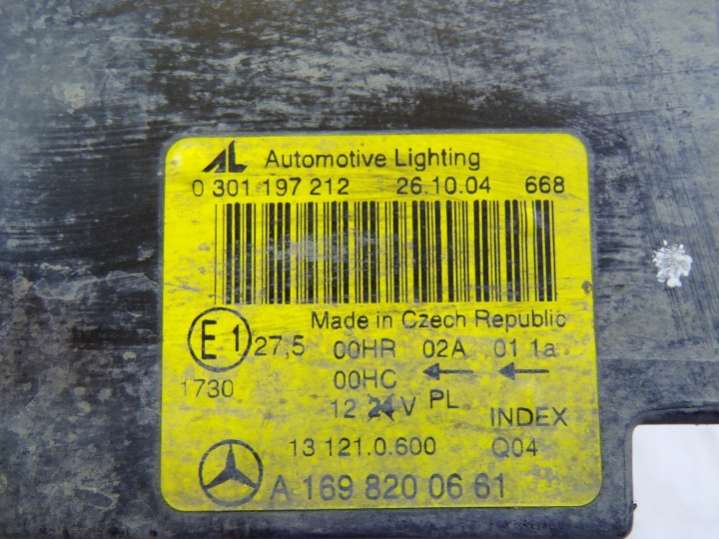 AL Automotive Lighting
0 301 197 212 26.10.04 668
Made in Czech Republic
E1 27,5 00HR 02A 01 1a
1730 00HC ← ←
12 24 V PL INDEX
13 121.0.600 Q04
A 169 820 06 61